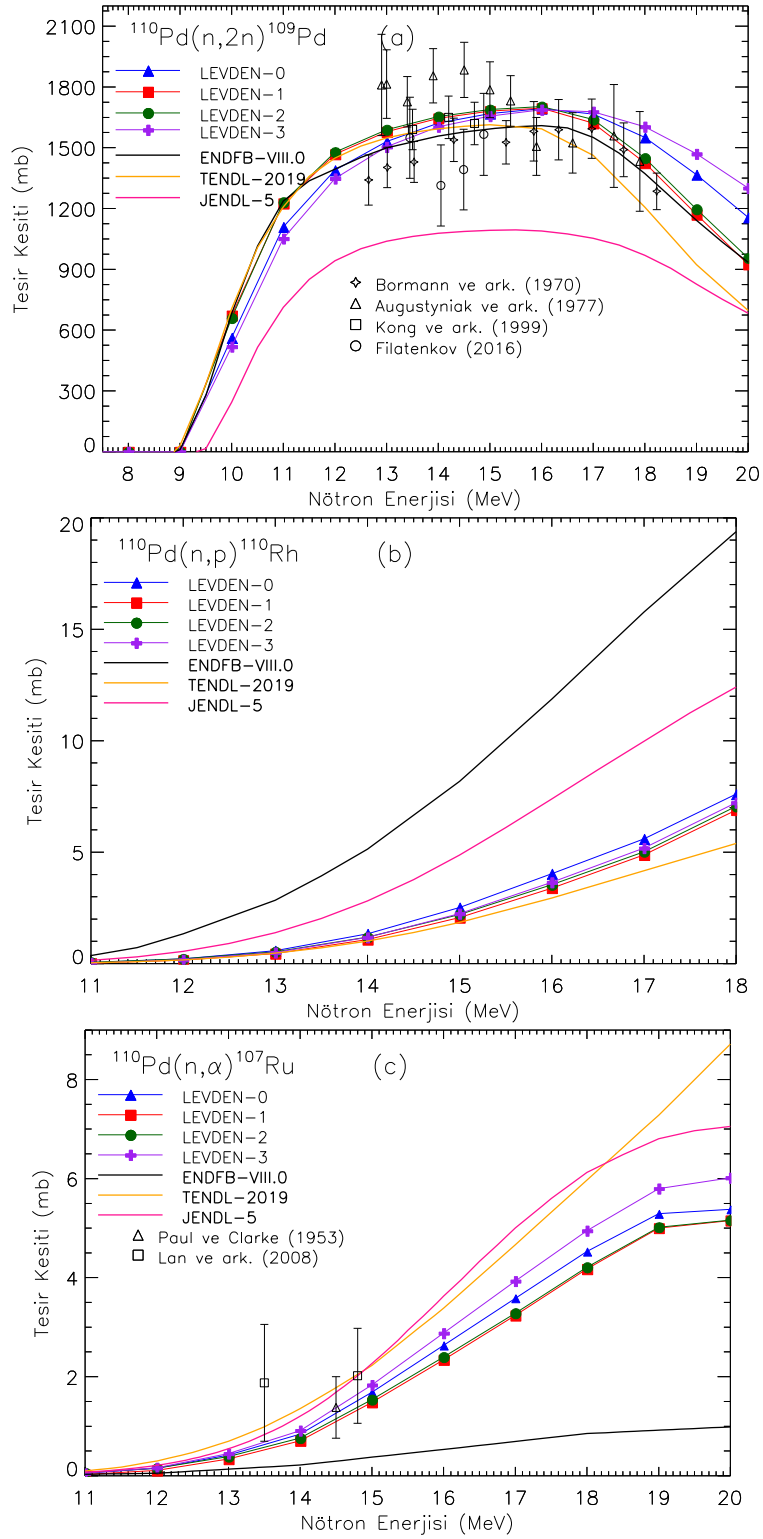 ¹¹⁰Pd(n,2n)¹⁰⁹Pd (a)
LEVDEN-0
LEVDEN-1
LEVDEN-2
LEVDEN-3
ENDFB-VIII.0
TENDL-2019
JENDL-5
Bormann ve ark. (1970)
Augustyniak ve ark. (1977)
Kong ve ark. (1999)
Filatenkov (2016)
Tesir Kesiti (mb)
2100
1800
1500
1200
900
600
300
0
8 9 10 11 12 13 14 15 16 17 18 19 20
Nötron Enerjisi (MeV)
¹¹⁰Pd(n,p)¹¹⁰Rh (b)
LEVDEN-0
LEVDEN-1
LEVDEN-2
LEVDEN-3
ENDFB-VIII.0
TENDL-2019
JENDL-5
Tesir Kesiti (mb)
20
15
10
5
0
11 12 13 14 15 16 17 18
Nötron Enerjisi (MeV)
¹¹⁰Pd(n,α)¹⁰⁷Ru (c)
LEVDEN-0
LEVDEN-1
LEVDEN-2
LEVDEN-3
ENDFB-VIII.0
TENDL-2019
JENDL-5
Paul ve Clarke (1953)
Lan ve ark. (2008)
Tesir Kesiti (mb)
8
6
4
2
0
11 12 13 14 15 16 17 18 19 20
Nötron Enerjisi (MeV)